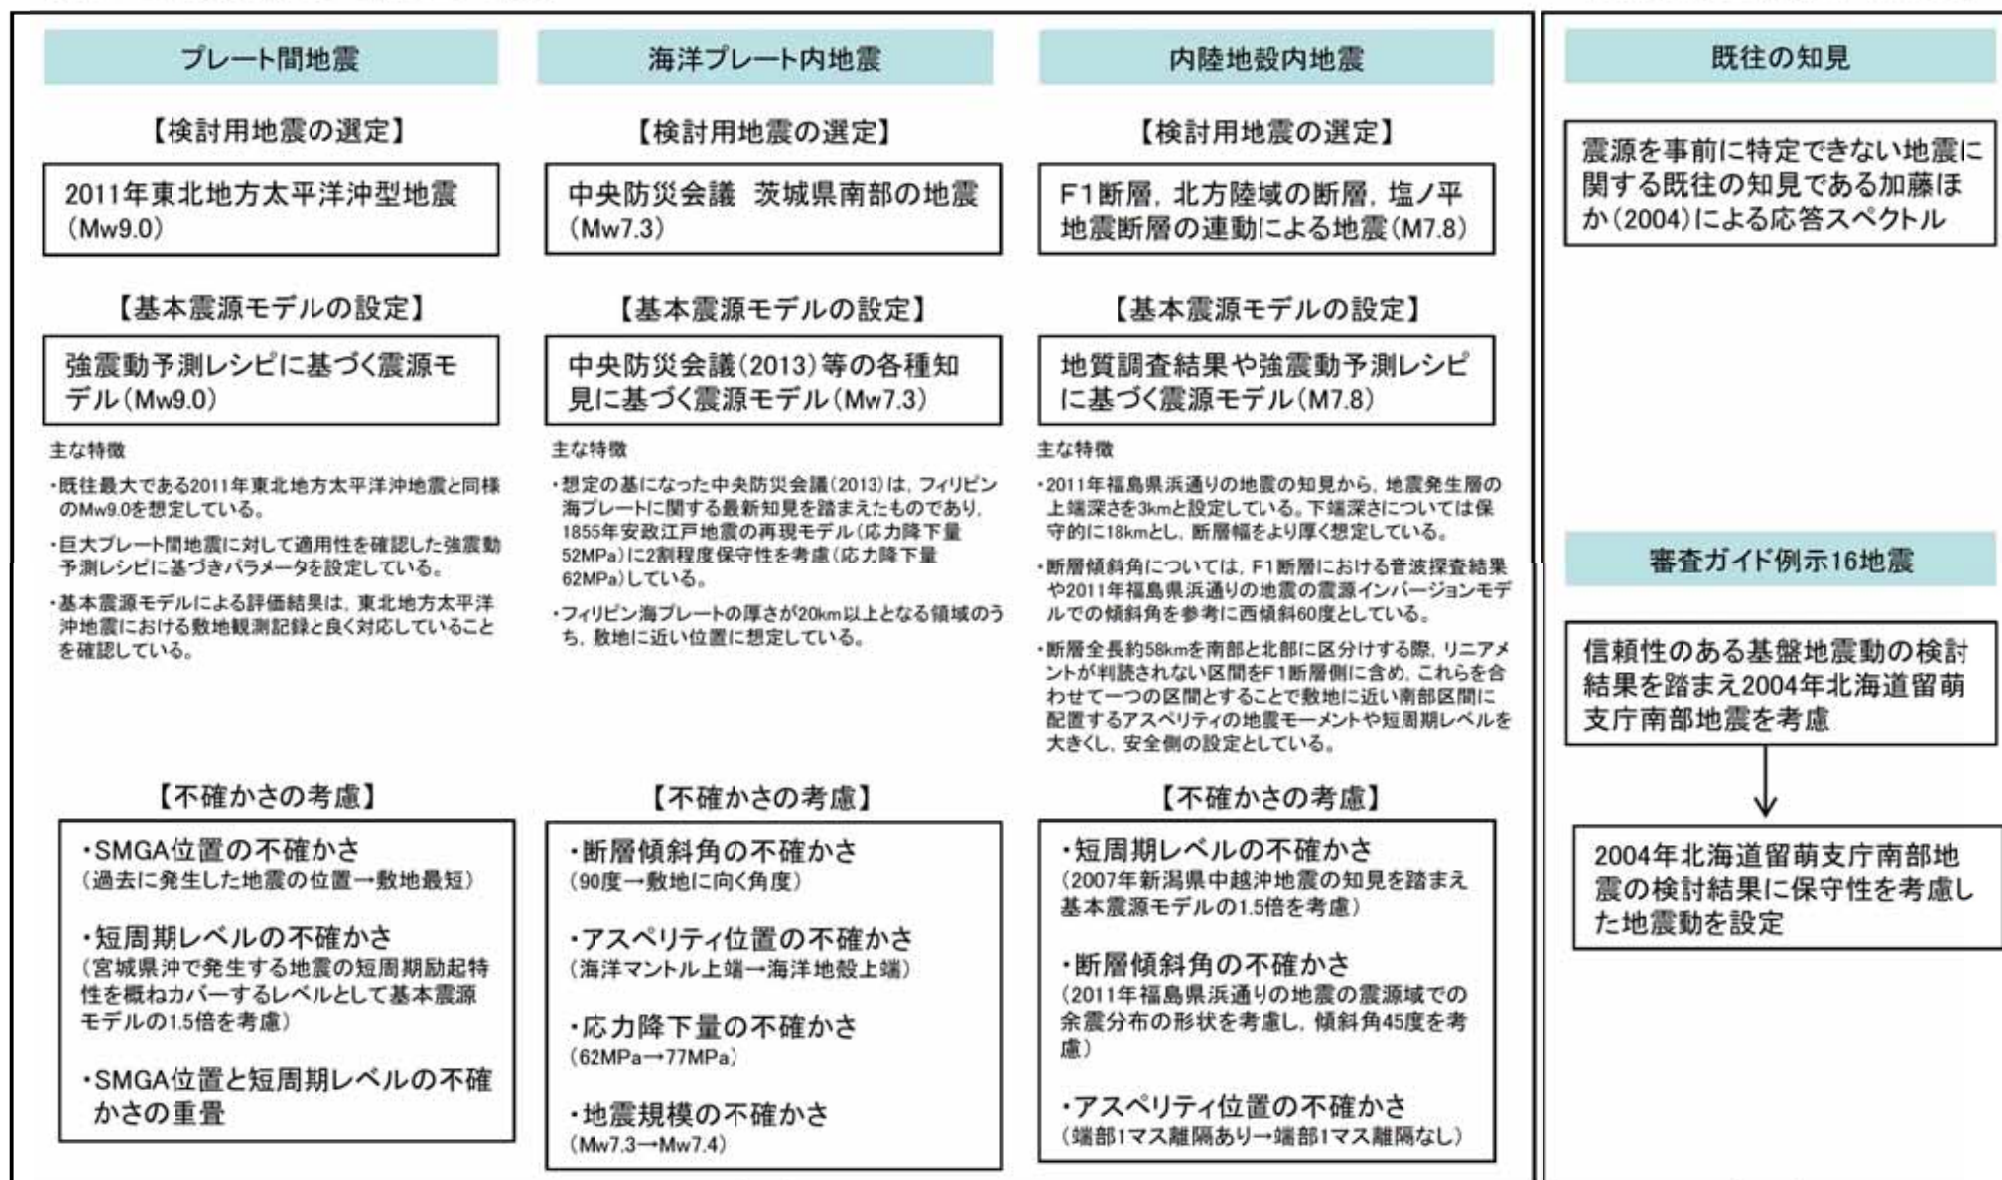 プレート間地震
【検討用地震の選定】
2011年東北地方太平洋沖型地震
(Mw9.0)
【基本震源モデルの設定】
強震動予測レシピに基づく震源モ
デル(Mw9.0)
主な特徴
・既往最大である2011年東北地方太平洋沖地震と同様
のMw9.0を想定している。
・巨大プレート間地震に対して適用性を確認した強震動
予測レシピに基づきパラメータを設定している。
・基本震源モデルによる評価結果は，東北地方太平洋
沖地震における敷地観測記録と良く対応していること
を確認している。
【不確かさの考慮】
・SMGA位置の不確かさ
(過去に発生した地震の位置→敷地最短)
・短周期レベルの不確かさ
(宮城県沖で発生する地震の短周期励起特
性を概ねカバーするレベルとして基本震源
モデルの1.5倍を考慮)
・SMGA位置と短周期レベルの不確
かさの重畳
海洋プレート内地震
【検討用地震の選定】
中央防災会議 茨城県南部の地震
(Mw7.3)
【基本震源モデルの設定】
中央防災会議(2013)等の各種知
見に基づく震源モデル(Mw7.3)
主な特徴
・想定の基になった中央防災会議(2013)は，フィリピン
海プレートに関する最新知見を踏まえたものであり，
1855年安政江戸地震の再現モデル(応力降下量
52MPa)に2割程度保守性を考慮(応力降下量
62MPa)している。
・フィリピン海プレートの厚さが20km以上となる領域のう
ち，敷地に近い位置に想定している。
【不確かさの考慮】
・断層傾斜角の不確かさ
(90度→敷地に向く角度)
・アスペリティ位置の不確かさ
(海洋マントル上端→海洋地殻上端)
・応力降下量の不確かさ
(62MPa→77MPa)
・地震規模の不確かさ
(Mw7.3→Mw7.4)
内陸地殻内地震
【検討用地震の選定】
F1断層，北方陸域の断層，塩ノ平
地震断層の連動による地震(M7.8)
【基本震源モデルの設定】
地質調査結果や強震動予測レシピ
に基づく震源モデル(M7.8)
主な特徴
・2011年福島県浜通りの地震の知見から，地震発生層の
上端深さを3kmと設定している。下端深さについては保
守的に18kmとし，断層幅をより厚く想定している。
・断層傾斜角については，F1断層における音波探査結果
や2011年福島県浜通りの地震の震源インバージョンモデ
ルでの傾斜角を参考に西傾斜60度としている。
・断層全長約58kmを南部と北部に区分けする際，リニアメ
ントが判読されない区間をF1断層側に含め，これらを合
わせて一つの区間とすることで敷地に近い南部区間に
配置するアスペリティの地震モーメントや短周期レベルを
大きくし，安全側の設定としている。
【不確かさの考慮】
・短周期レベルの不確かさ
(2007年新潟県中越沖地震の知見を踏まえ
基本震源モデルの1.5倍を考慮)
・断層傾斜角の不確かさ
(2011年福島県浜通りの地震の震源域での
余震分布の形状を考慮し，傾斜角45度を考
慮)
・アスペリティ位置の不確かさ
(端部1マス離隔あり→端部1マス離隔なし)
既往の知見
震源を事前に特定できない地震に
関する既往の知見である加藤ほ
か(2004)による応答スペクトル
審査ガイド例示16地震
信頼性のある基盤地震動の検討
結果を踏まえ2004年北海道留萌
支庁南部地震を考慮
2004年北海道留萌支庁南部地
震の検討結果に保守性を考慮し
た地震動を設定